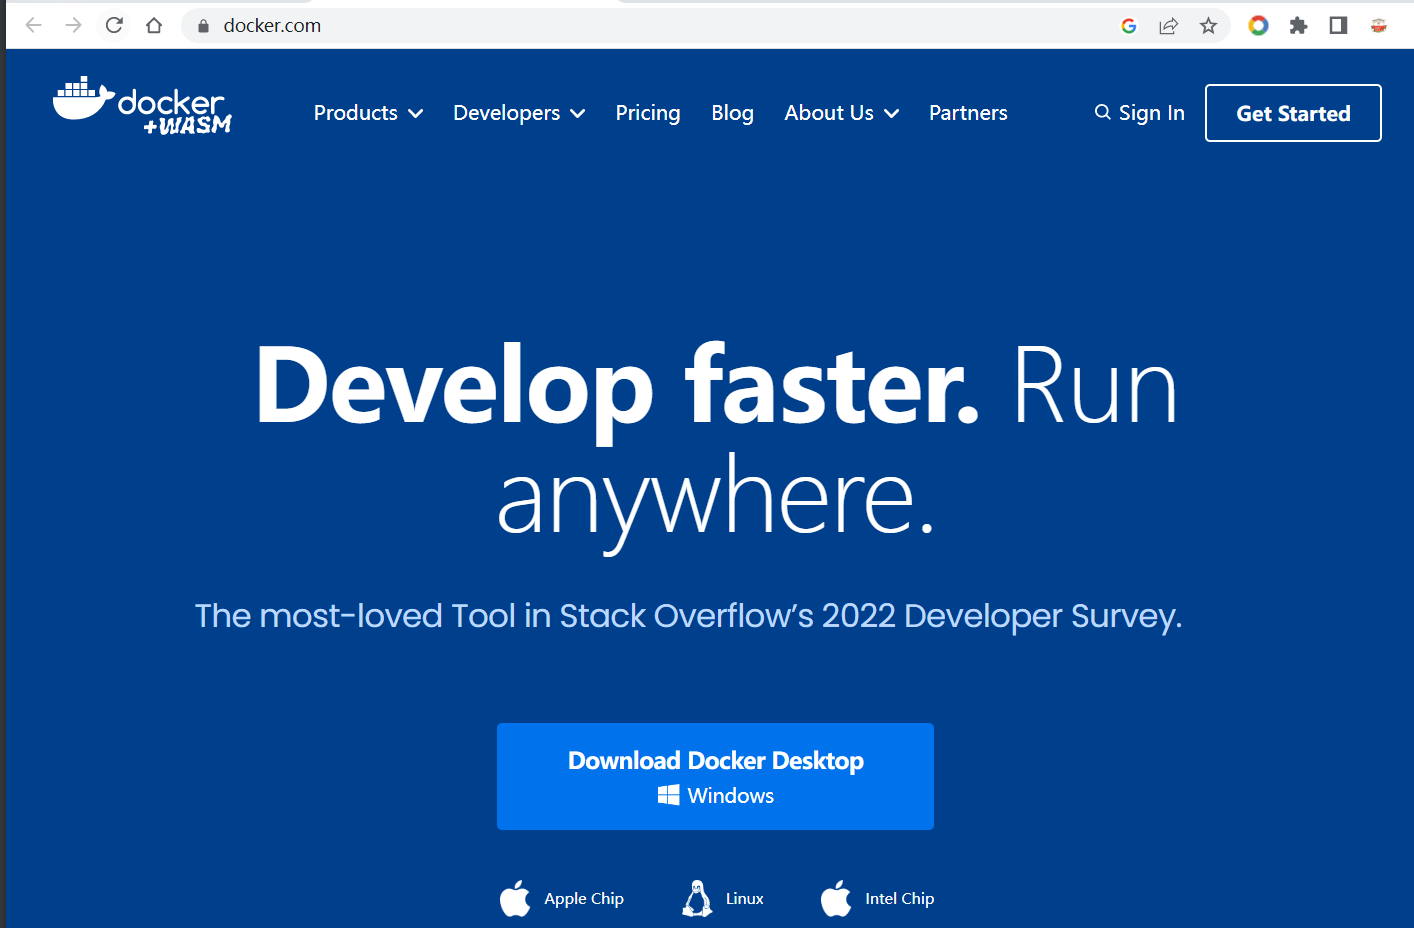 docker.com
docker
+WASM
Products
Developers
Pricing
Blog
About Us
Partners
Sign In
Get Started
Develop faster. Run
anywhere.
The most-loved Tool in Stack Overflow’s 2022 Developer Survey.
Download Docker Desktop
Windows
Apple Chip
Linux
Intel Chip